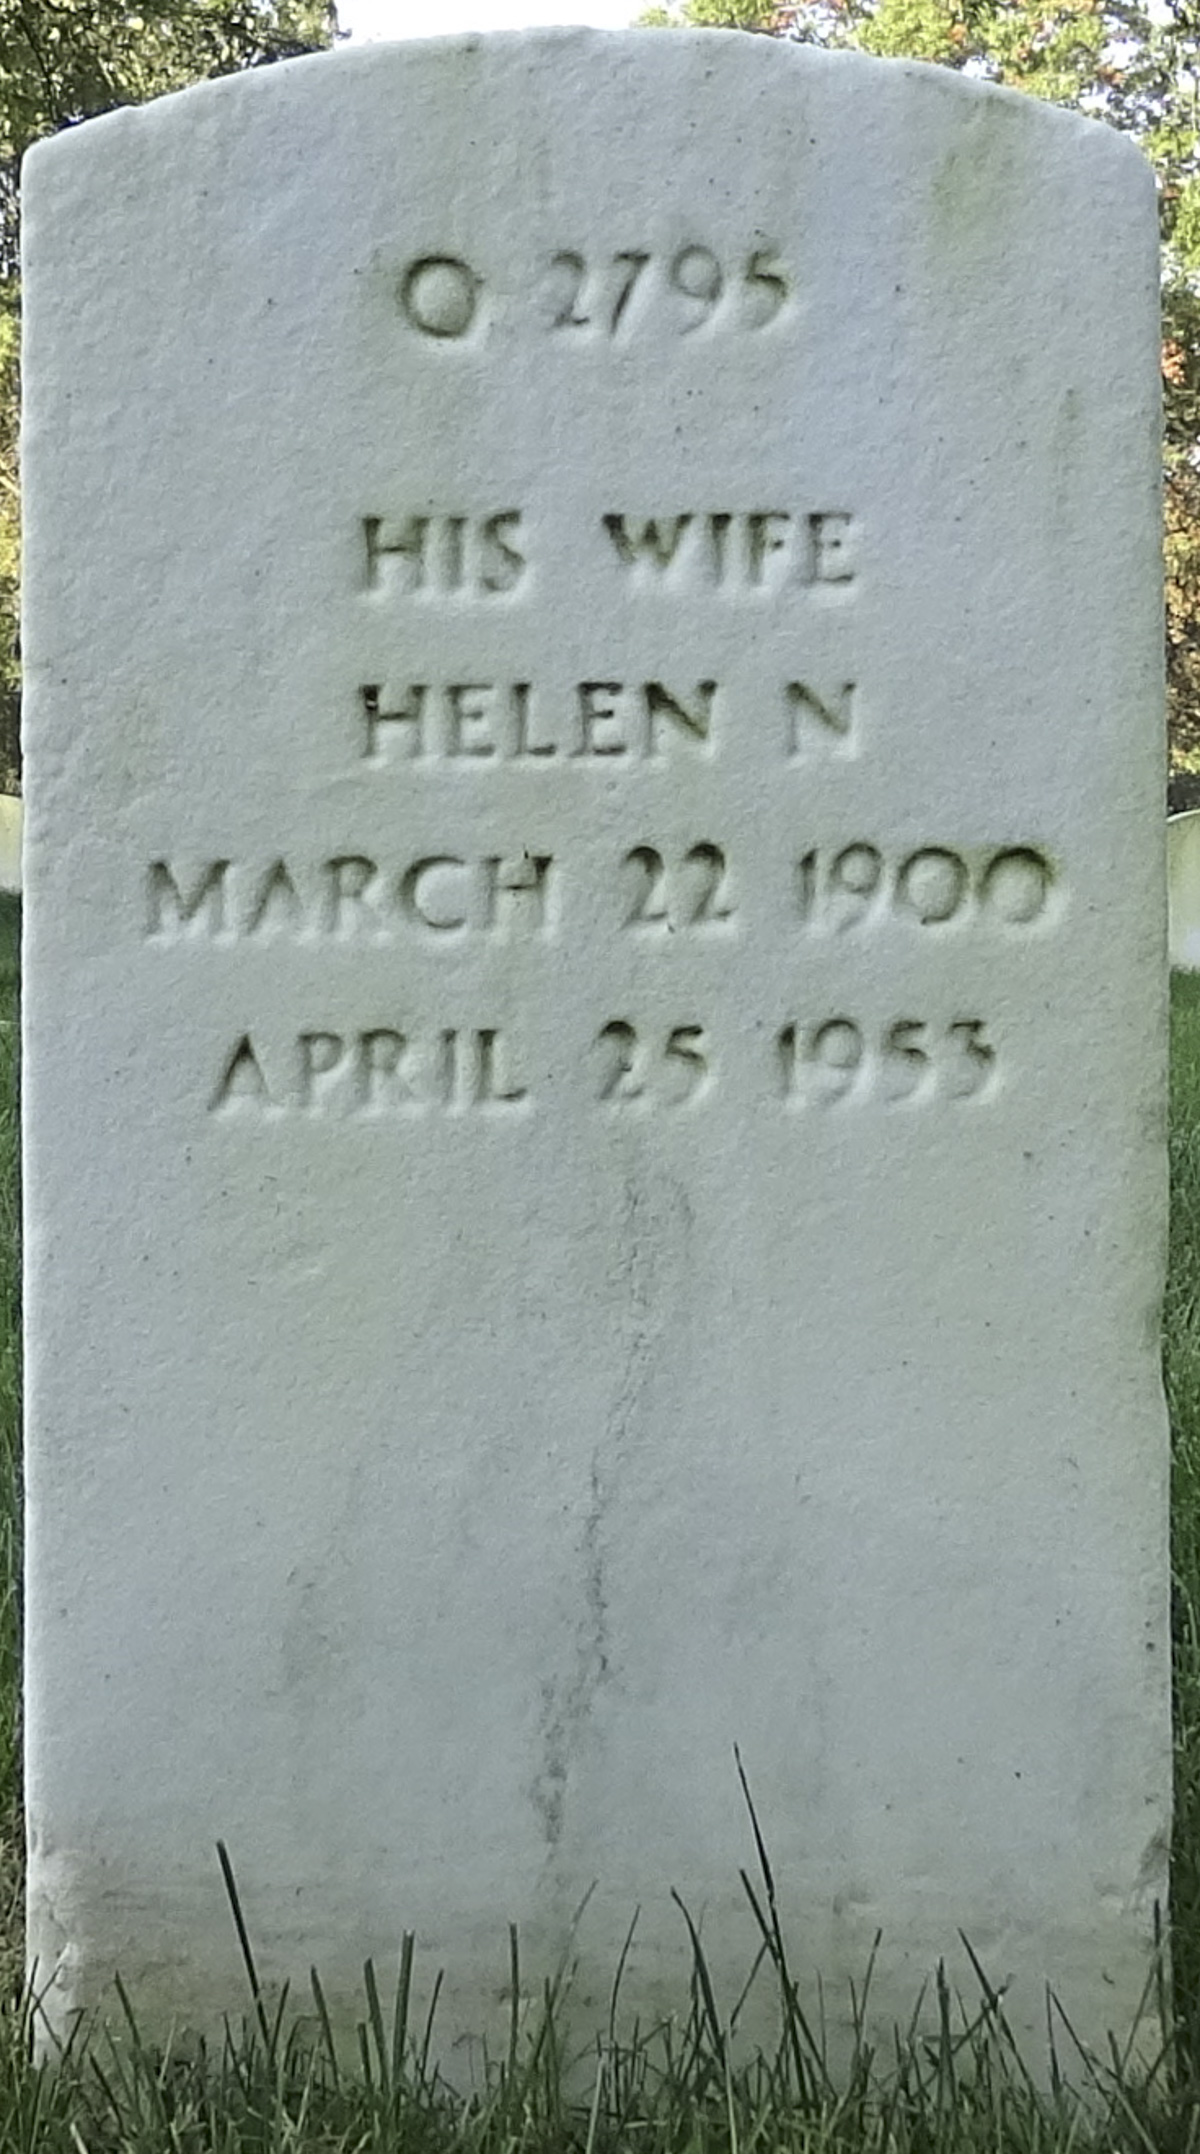 O 2795
HIS WIFE
HELEN N
MARCH 22 1900
APRIL 25 1953